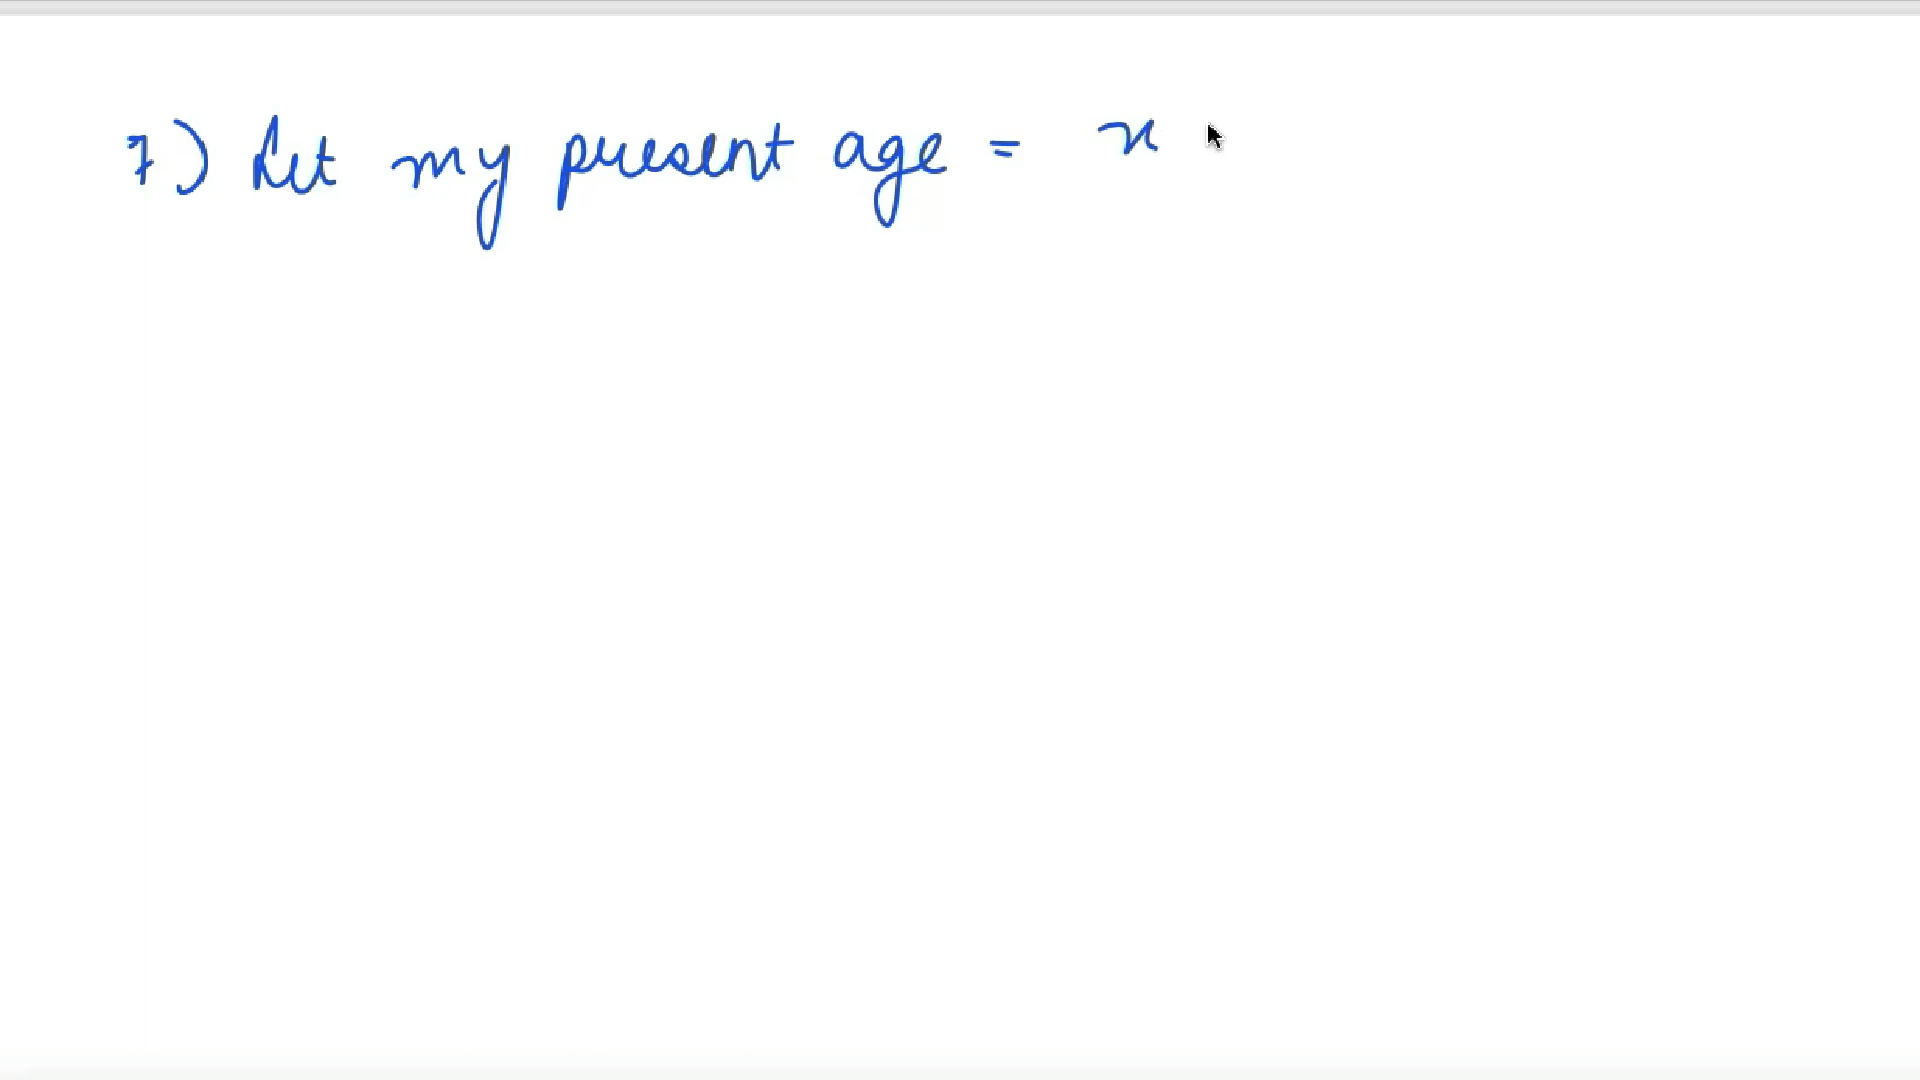 7) Let my present age = x